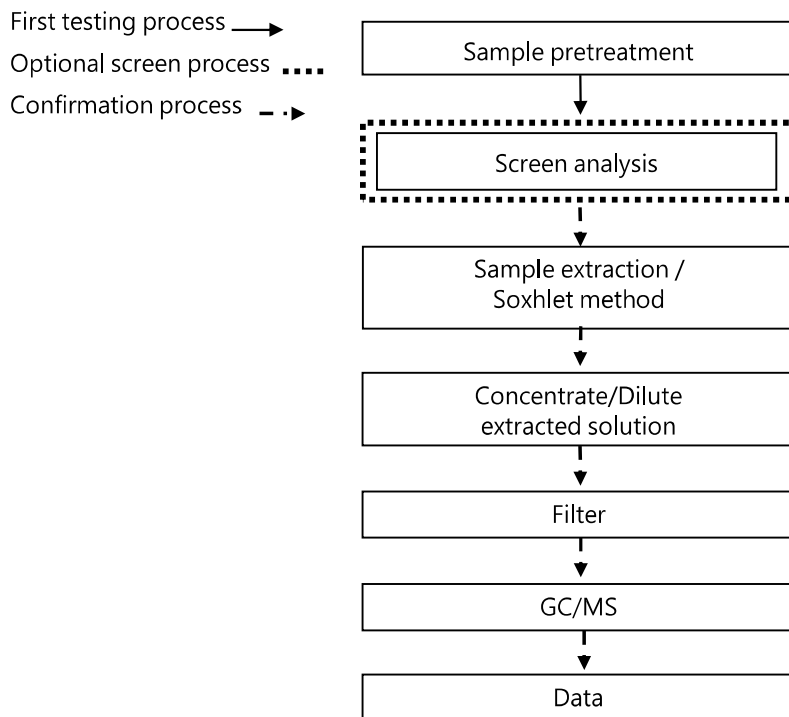 First testing process
Optional screen process
Confirmation process
Sample pretreatment
Screen analysis
Sample extraction /
Soxhlet method
Concentrate/Dilute
extracted solution
Filter
GC/MS
Data